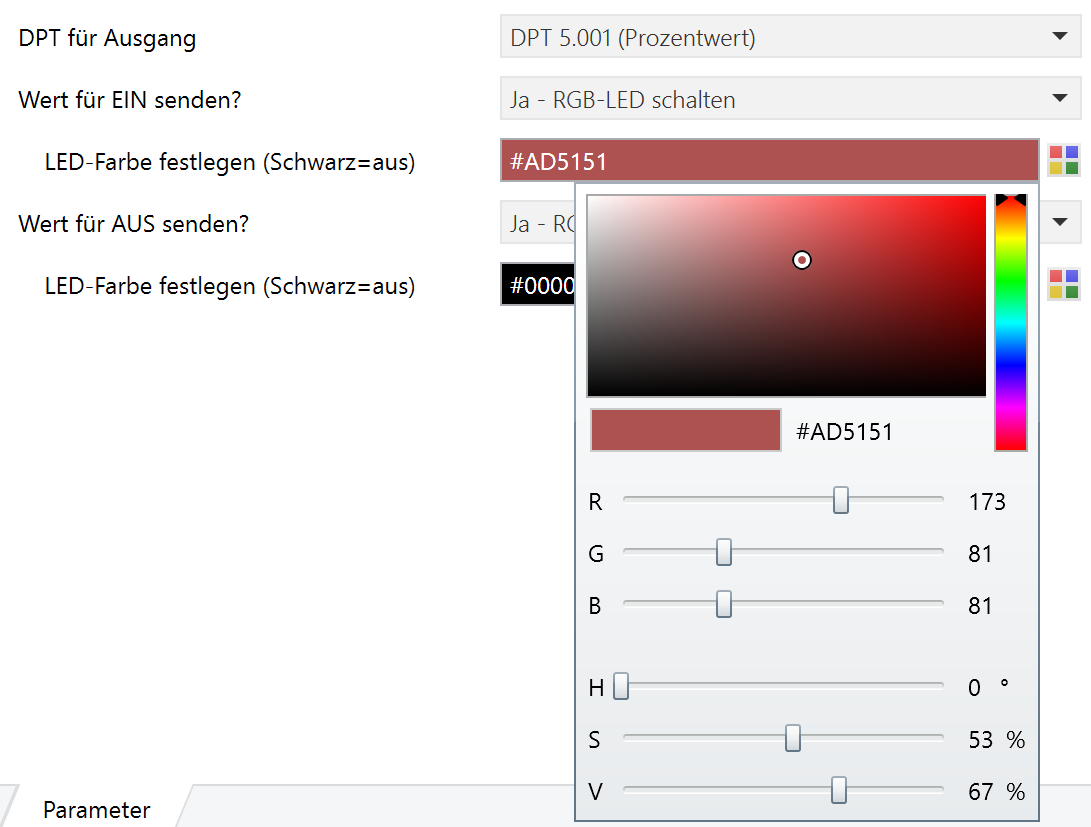 DPT für Ausgang
DPT 5.001 (Prozentwert)
Wert für EIN senden?
Ja - RGB-LED schalten
LED-Farbe festlegen (Schwarz=aus)
#AD5151
Wert für AUS senden?
Ja - RG
LED-Farbe festlegen (Schwarz=aus)
#0000
#AD5151
R 173
G 81
B 81
H 0 °
S 53 %
V 67 %
Parameter